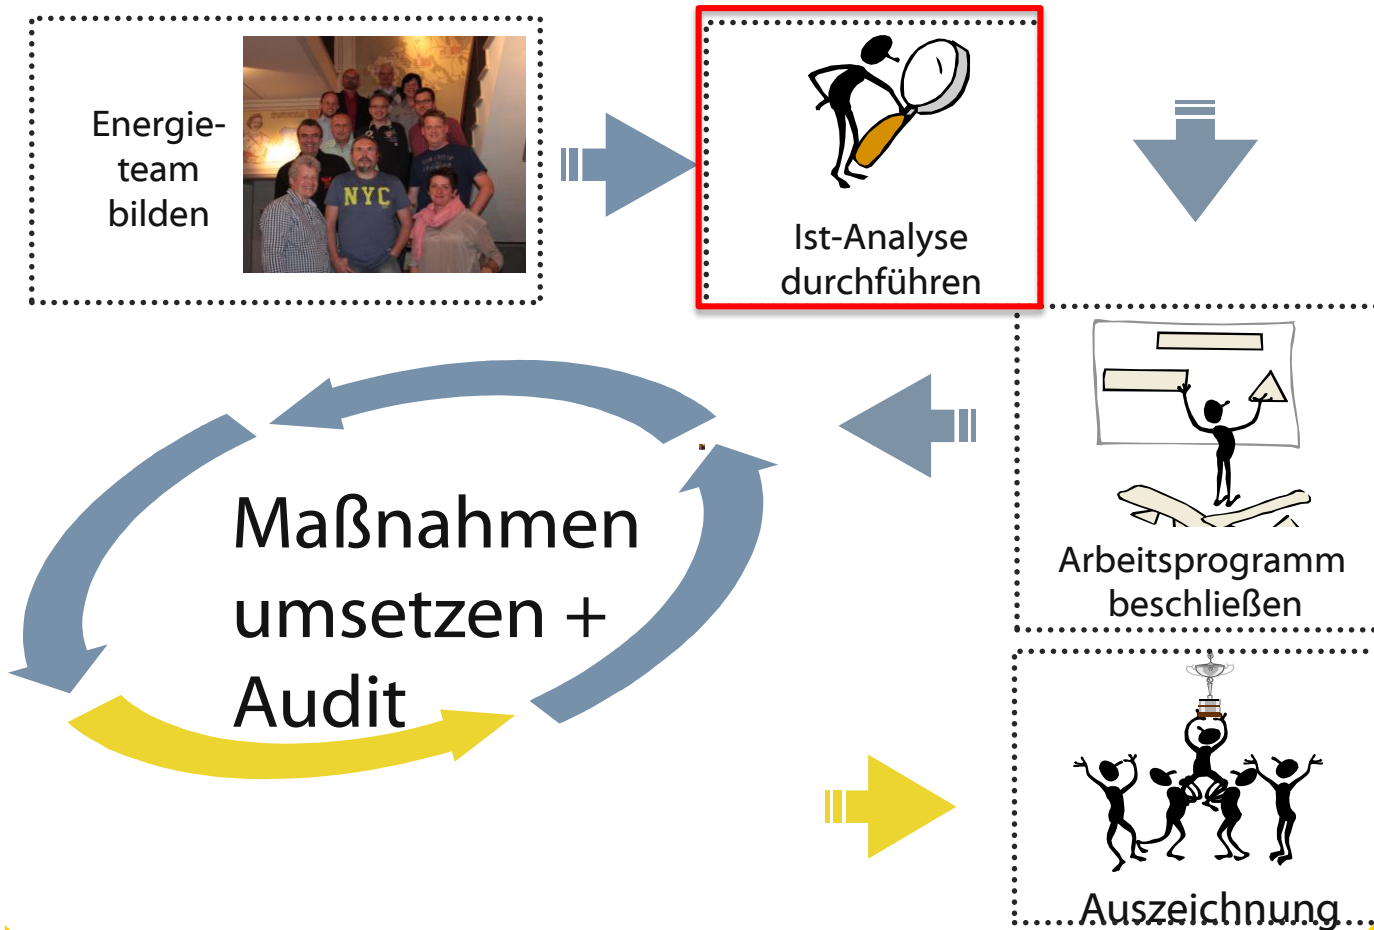 Energie-
team
bilden
NYC
Ist-Analyse
durchführen
Arbeitsprogramm
beschließen
Maßnahmen
umsetzen +
Audit
Auszeichnung